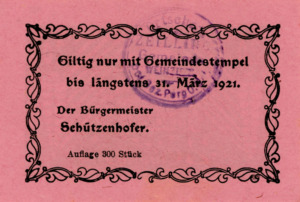 Giltig nur mit Gemeindestempel
bis längstens 31. März 1921.
Der Bürgermeister
Schützenhofer.
Auflage 300 Stück